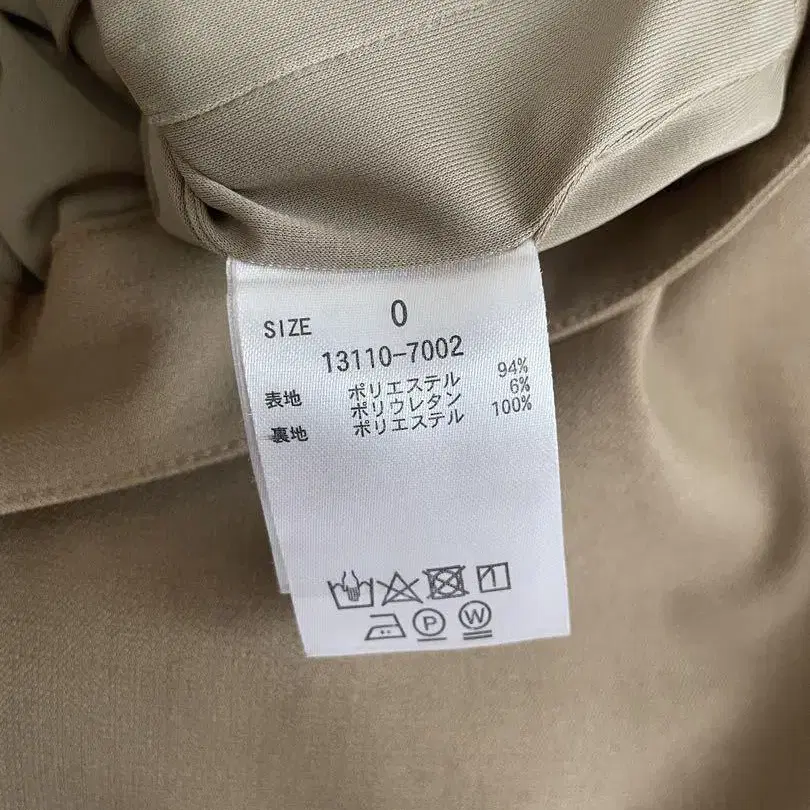 SIZE 0
13110-7002
表地 ポリエステル 94%
ポリウレタン 6%
裏地 ポリエステル 100%
P W